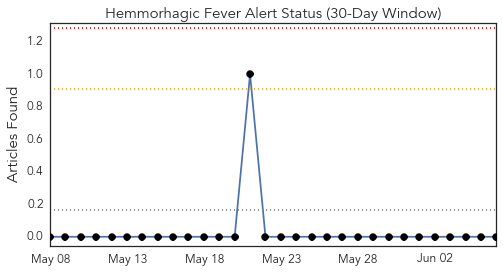 Hemmorhagic Fever Alert Status (30-Day Window)
Articles Found
1.2
1.0
0.8
0.6
0.4
0.2
0.0
May 08
May 13
May 18
May 23
May 28
Jun 02